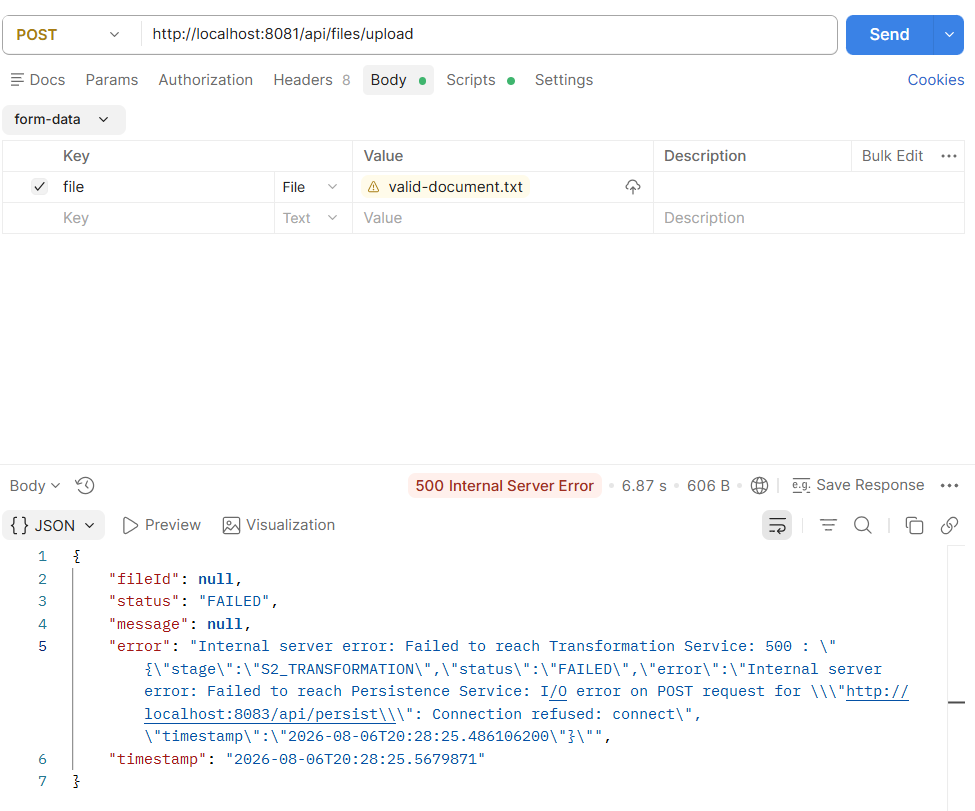 POST http://localhost:8081/api/files/upload Send
Docs Params Authorization Headers 8 Body Scripts Settings Cookies
form-data
Key Value Description Bulk Edit
file File valid-document.txt
Key Text Value Description
Body 500 Internal Server Error 6.87 s 606 B e.g. Save Response
{} JSON Preview Visualization
1 {
2 "fileId": null,
3 "status": "FAILED",
4 "message": null,
5 "error": "Internal server error: Failed to reach Transformation Service: 500 : \"
{\"stage\":\"S2_TRANSFORMATION\",\"status\":\"FAILED\",\"error\":\"Internal server
error: Failed to reach Persistence Service: I/O error on POST request for \\\"http://
localhost:8083/api/persist\\\": Connection refused: connect\",
\"timestamp\":\"2026-08-06T20:28:25.486106200\"}\"",
6 "timestamp": "2026-08-06T20:28:25.5679871"
7 }